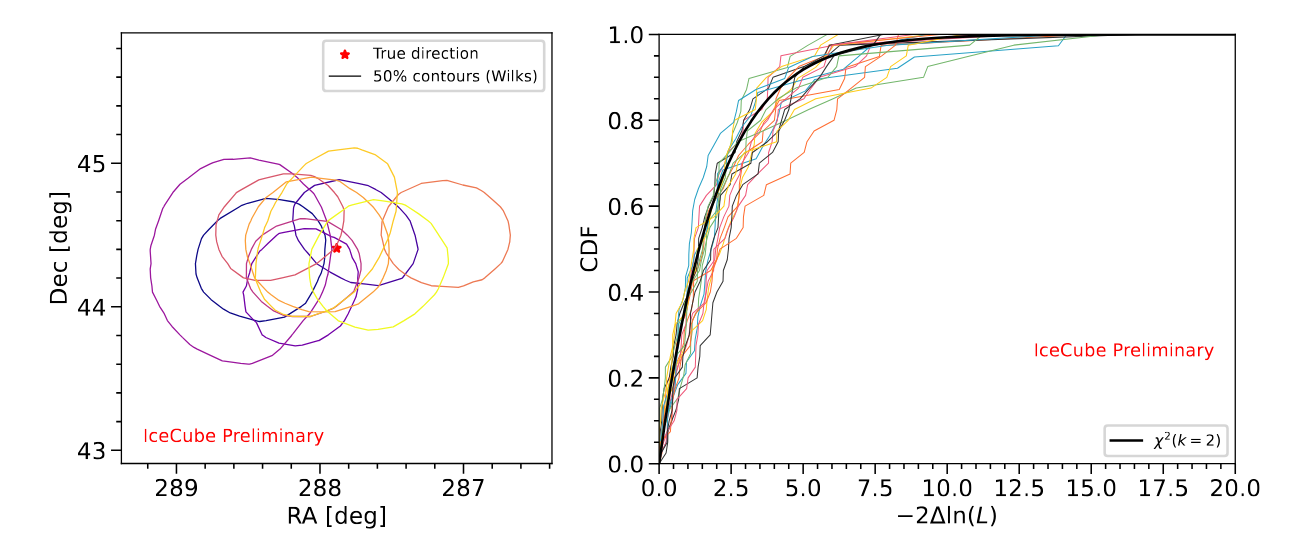 True direction
50% contours (Wilks)
45
44
43
Dec [deg]
IceCube Preliminary
289 288 287
RA [deg]
1.0
0.8
0.6
0.4
0.2
0.0
CDF
IceCube Preliminary
χ²(k = 2)
0.0 2.5 5.0 7.5 10.0 12.5 15.0 17.5 20.0
−2Δln(L)